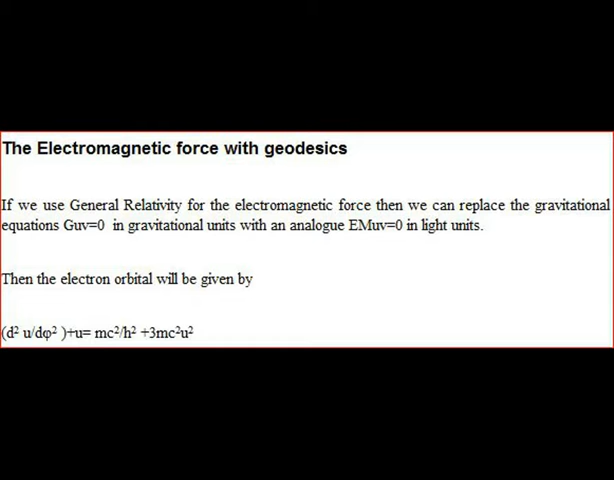 The Electromagnetic force with geodesics
If we use General Relativity for the electromagnetic force then we can replace the gravitational
equations Guv=0 in gravitational units with an analogue EMuv=0 in light units.
Then the electron orbital will be given by
(d² u/dφ² )+u= mc²/h² +3mc²u²